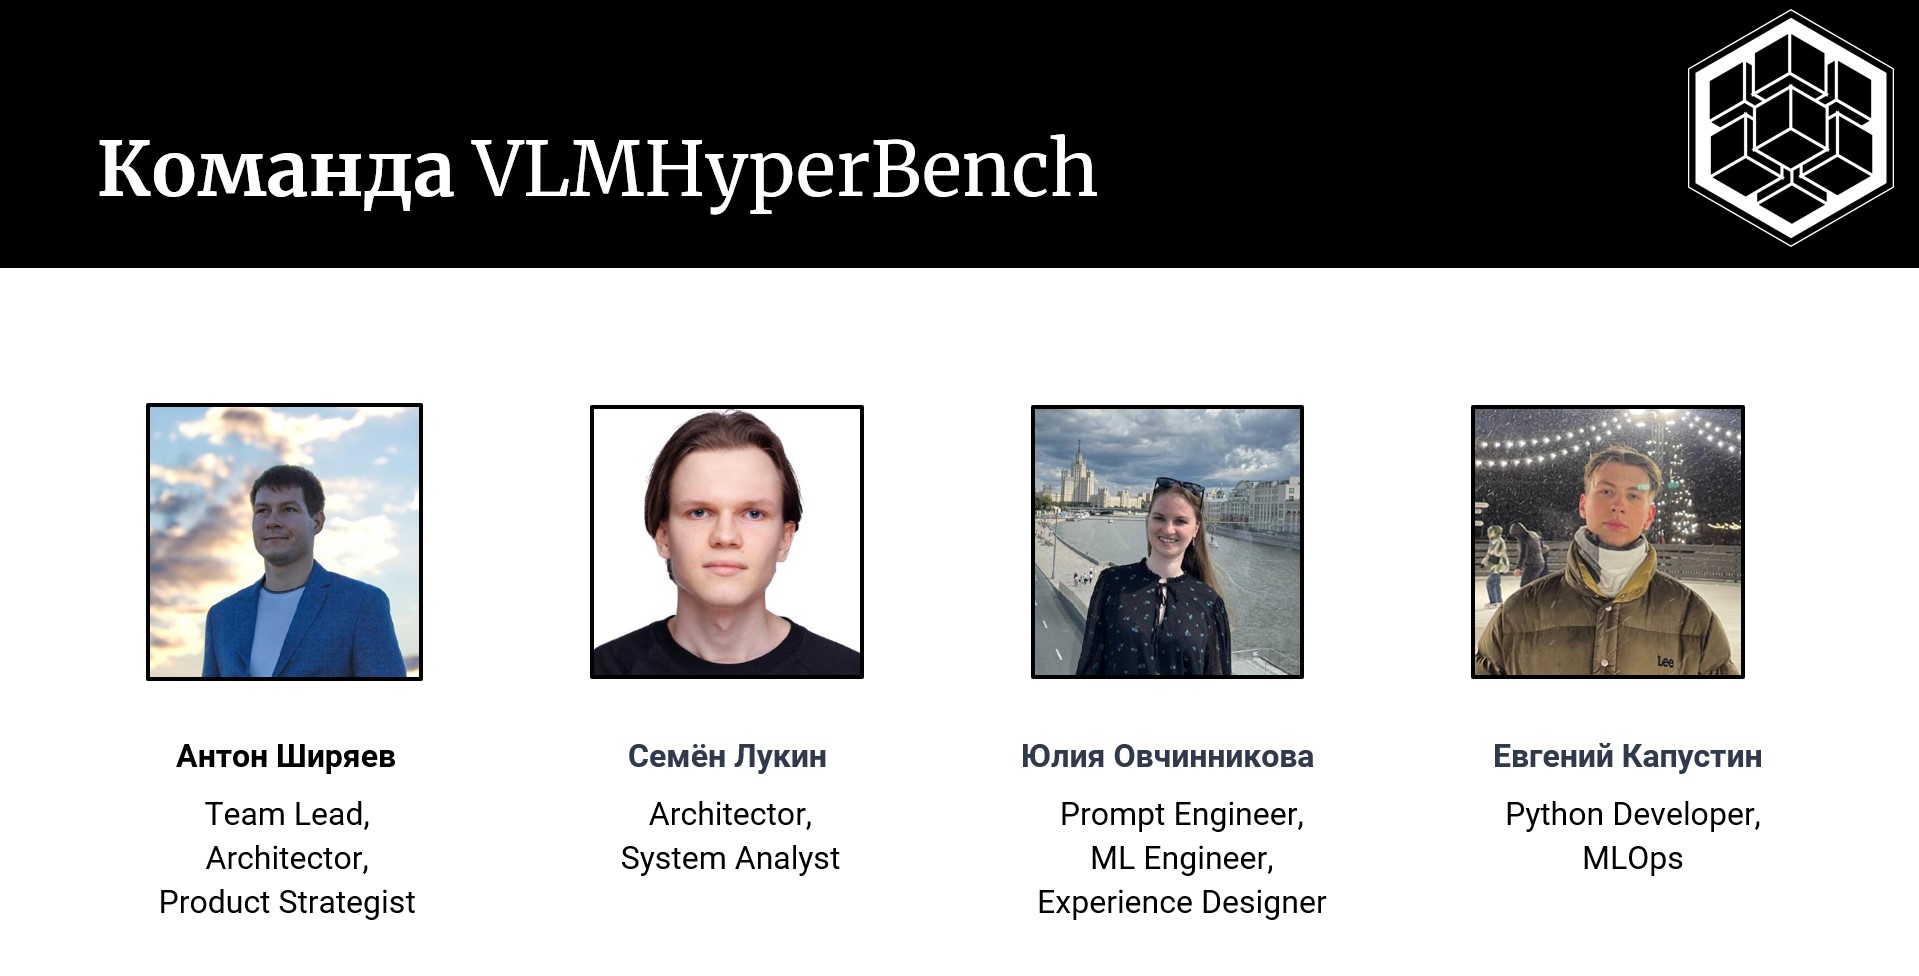 Команда VLMHyperBench
Lee
Антон Ширяев
Team Lead,
Architector,
Product Strategist
Семён Лукин
Architector,
System Analyst
Юлия Овчинникова
Prompt Engineer,
ML Engineer,
Experience Designer
Евгений Капустин
Python Developer,
MLOps